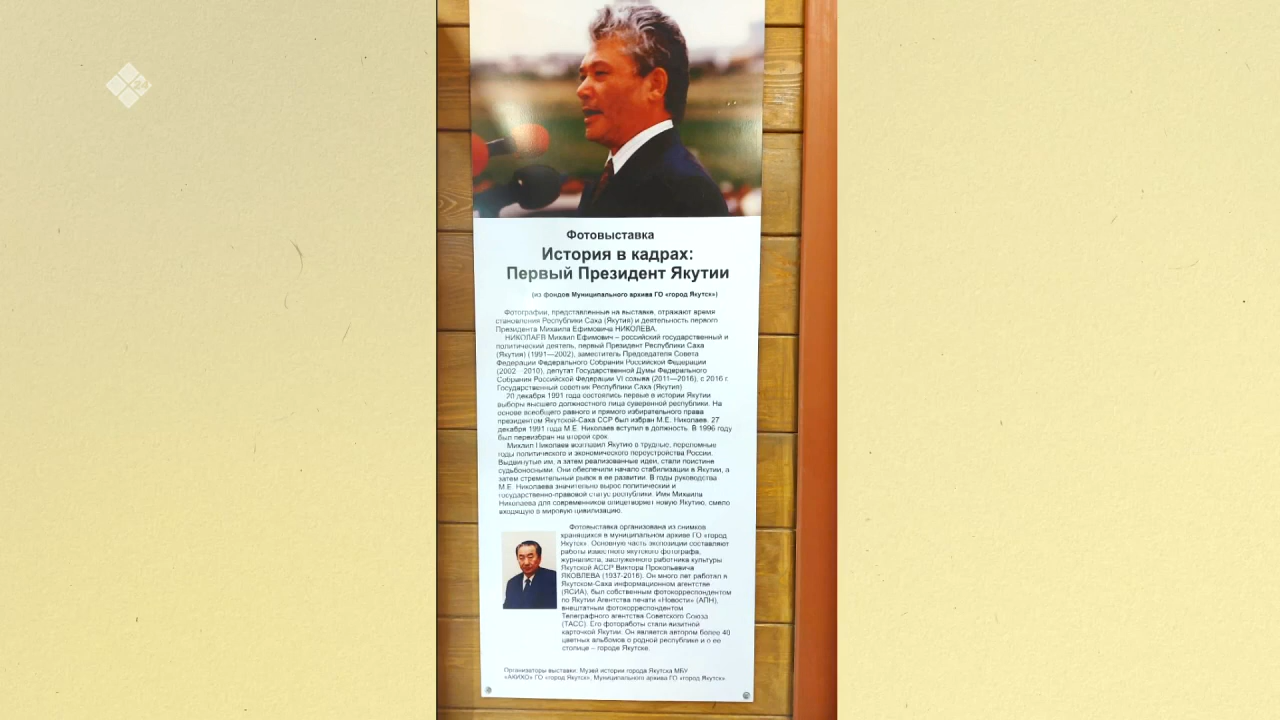 24
Фотовыставка
История в кадрах:
Первый Президент Якутии
(из фондов Муниципального архива ГО «город Якутск»)
Фотографии, представленные на выставке, отражают время
становления Республики Саха (Якутия) и деятельность первого
Президента Михаила Ефимовича НИКОЛЕВА.
НИКОЛАЕВ Михаил Ефимович – российский государственный и
политический деятель, первый Президент Республики Саха
(Якутия) (1991—2002), заместитель Председателя Совета
Федерации Федерального Собрания Российской Федерации
(2002 – 2010), депутат Государственной Думы Федерального
Собрания Российской Федерации VI созыва (2011—2016), с 2016 г.
Государственный советник Республики Саха (Якутия).
20 декабря 1991 года состоялись первые в истории Якутии
выборы высшего должностного лица суверенной республики. На
основе всеобщего равного и прямого избирательного права
президентом Якутской-Саха ССР был избран М.Е. Николаев. 27
декабря 1991 года М.Е. Николаев вступил в должность. В 1996 году
был переизбран на второй срок.
Михаил Николаев возглавил Якутию в трудные, переломные
годы политического и экономического переустройства России.
Выдвинутые им, а затем реализованные идеи, стали поистине
судьбоносными. Они обеспечили начало стабилизации в Якутии, а
затем стремительный рывок в ее развитии. В годы руководства
М.Е. Николаева значительно вырос политический и
государственно-правовой статус республики. Имя Михаила
Николаева для современников олицетворяет новую Якутию, смело
входящую в мировую цивилизацию.
Фотовыставка организована из снимков
хранящихся в муниципальном архиве ГО «город
Якутск». Основную часть экспозиции составляют
работы известного якутского фотографа,
журналиста, заслуженного работника культуры
Якутской АССР Виктора Прокопьевича
ЯКОВЛЕВА (1937-2016). Он много лет работал в
Якутском-Саха информационном агентстве
(ЯСИА), был собственным фотокорреспондентом
по Якутии Агентства печати «Новости» (АПН),
внештатным фотокорреспондентом
Телеграфного агентства Советского Союза
(ТАСС). Его фотоработы стали визитной
карточкой Якутии. Он является автором более 40
цветных альбомов о родной республике и о ее
столице – городе Якутске.
Организаторы выставки: Музей истории города Якутска МБУ
«АКИХО» ГО «город Якутск», Муниципального архива ГО «город Якутск».